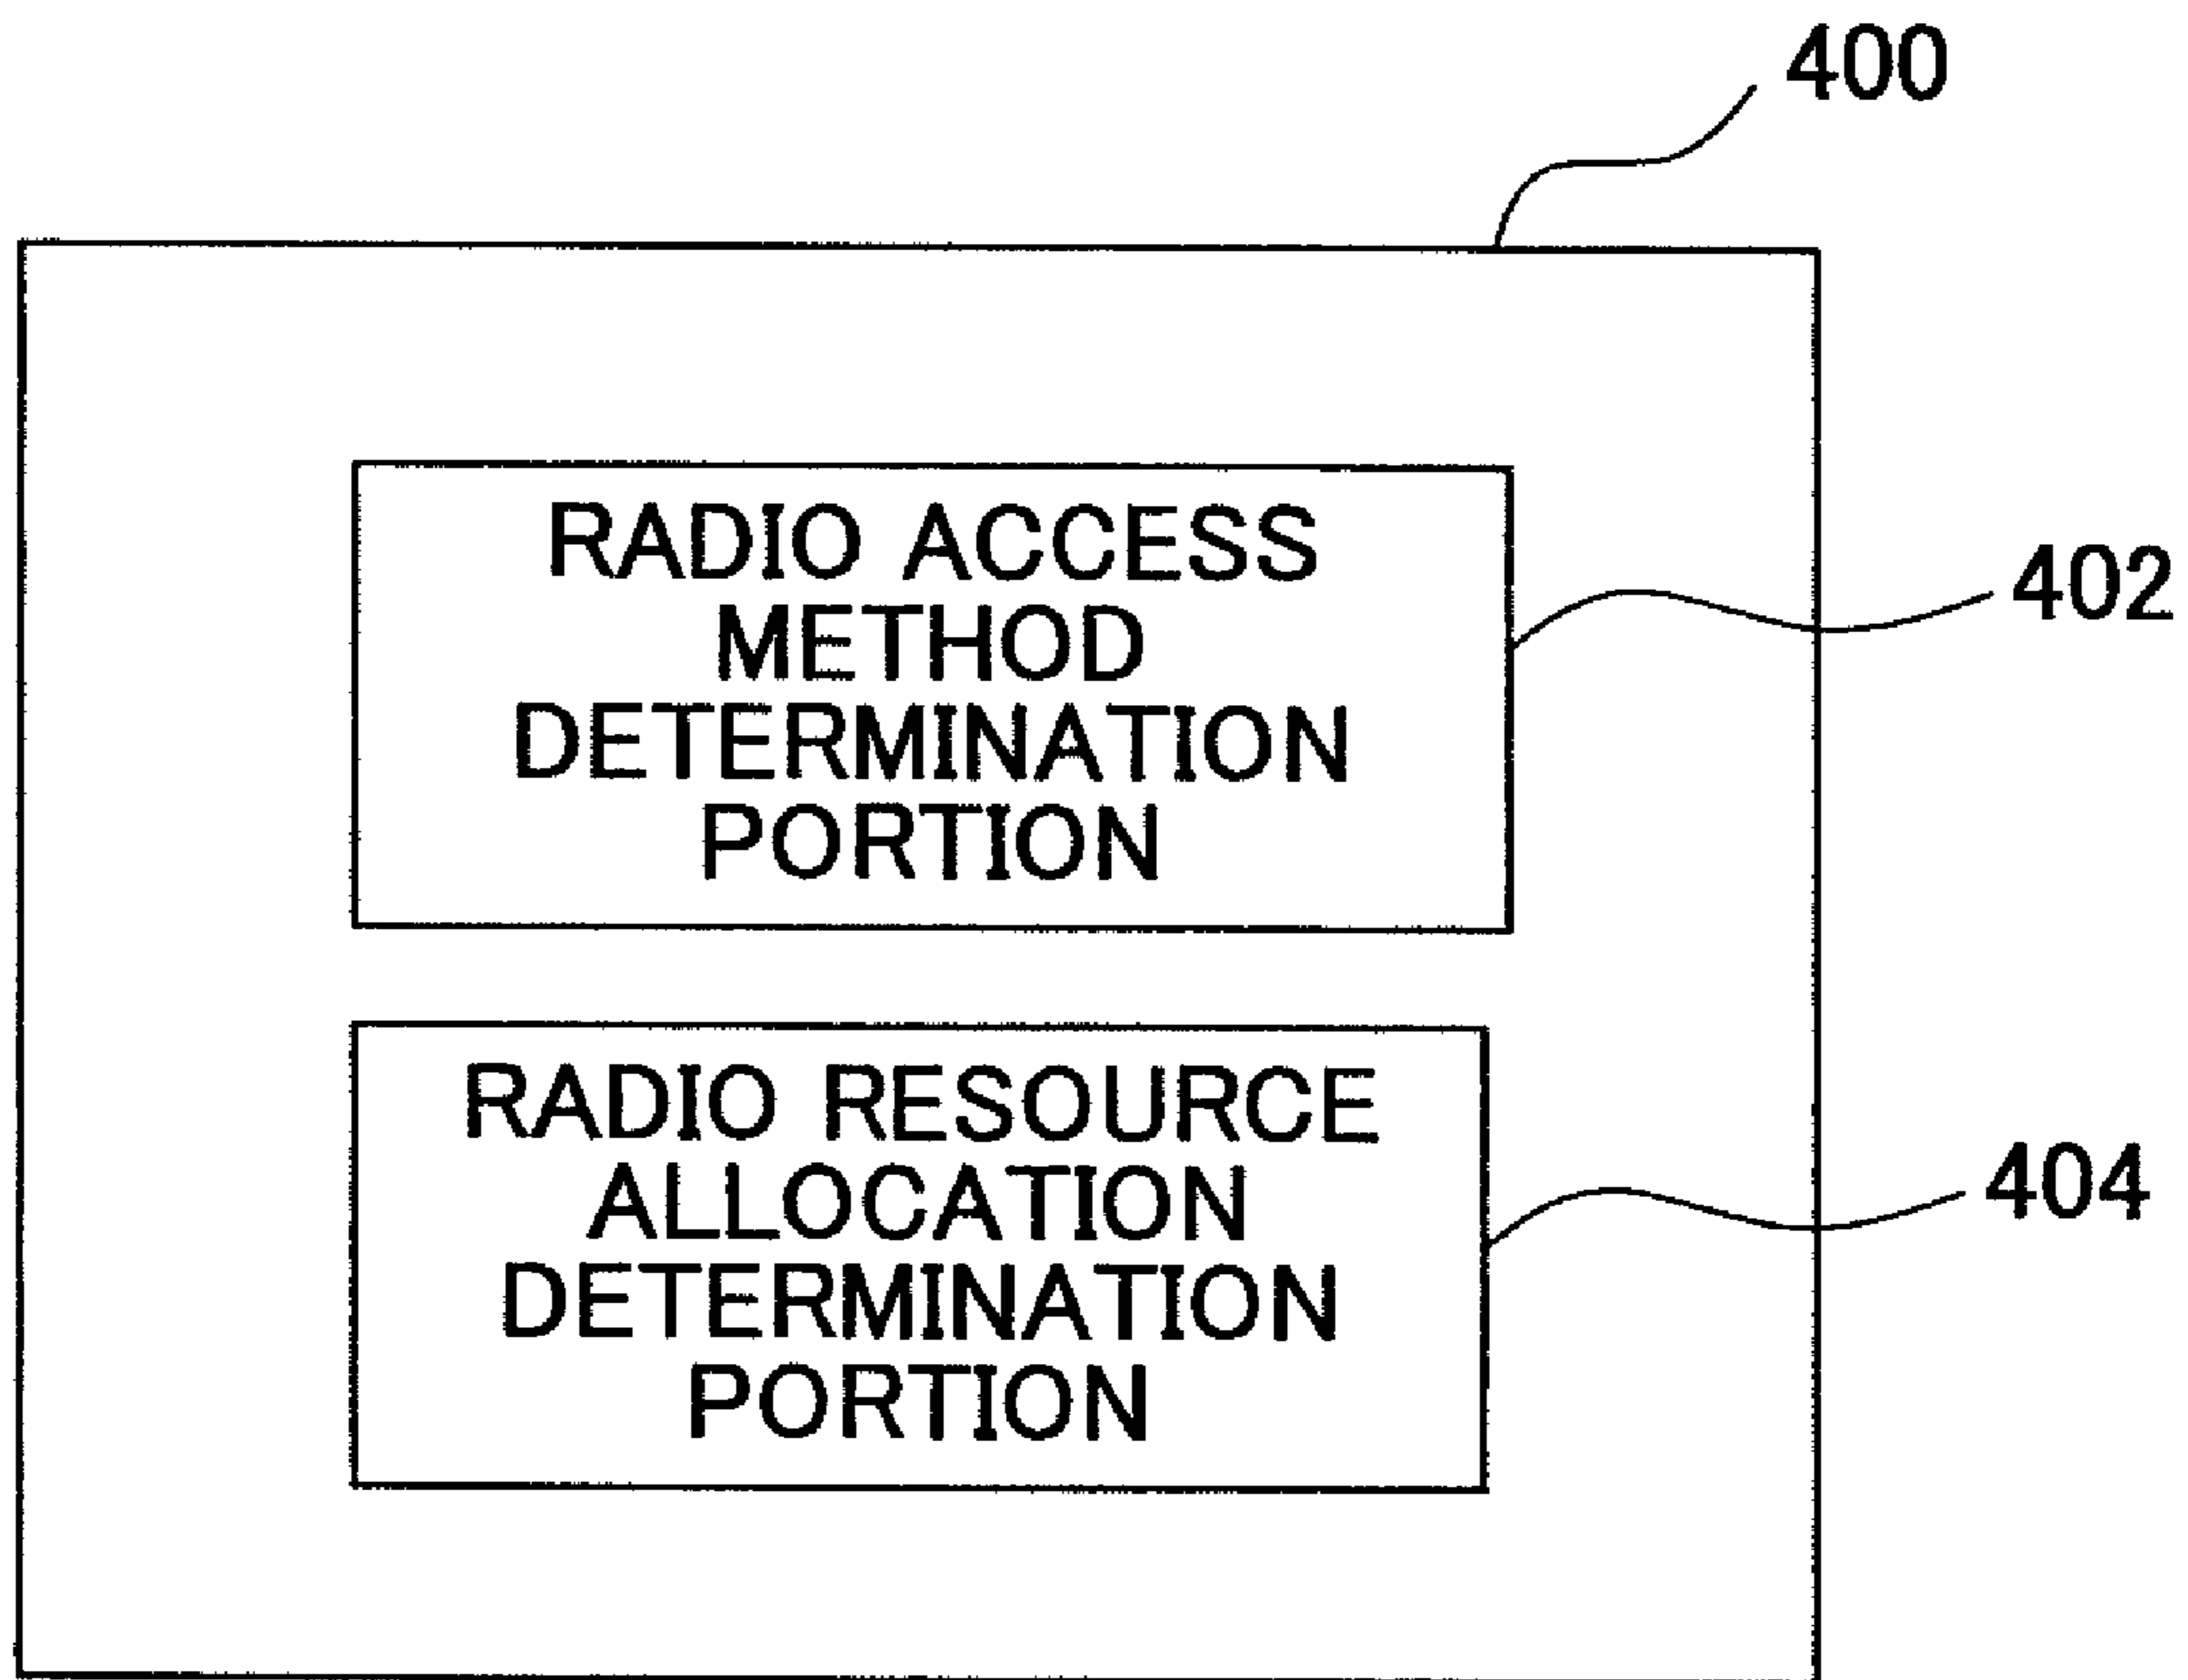 400
RADIO ACCESS
METHOD
DETERMINATION
PORTION
402
RADIO RESOURCE
ALLOCATION
DETERMINATION
PORTION
404